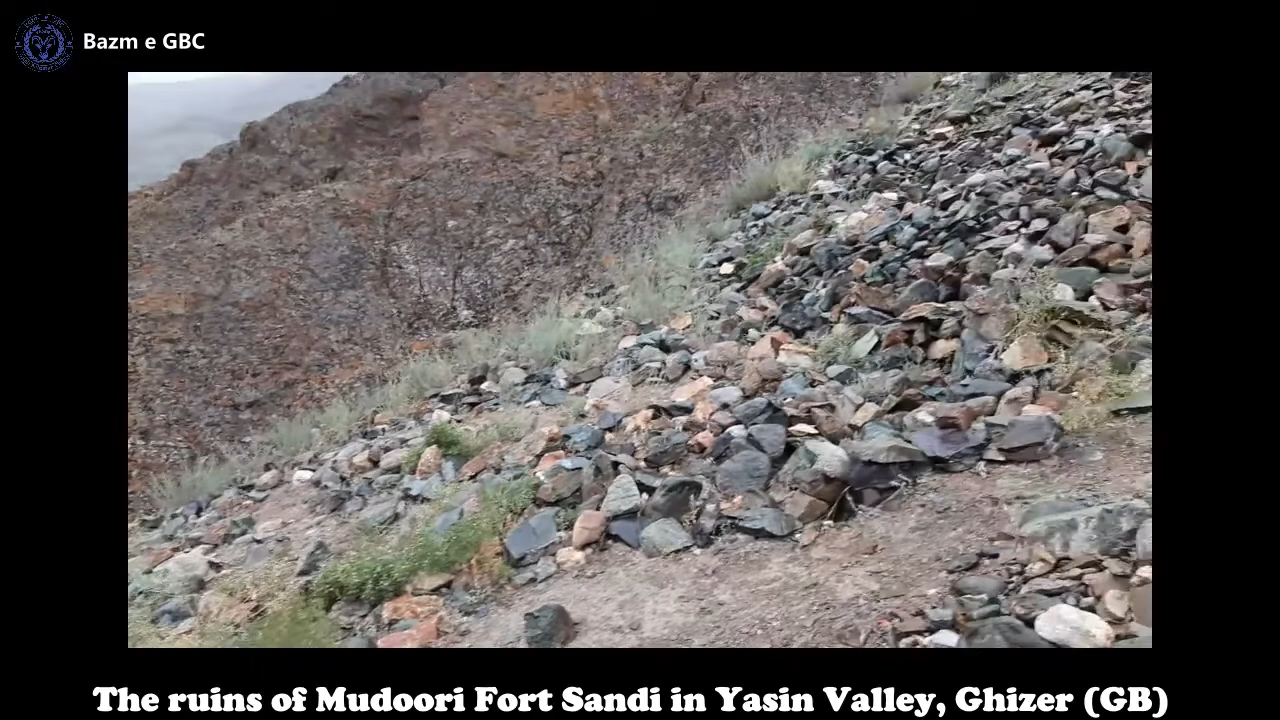 Bazm e GBC
The ruins of Mudoori Fort Sandi in Yasin Valley, Ghizer (GB)